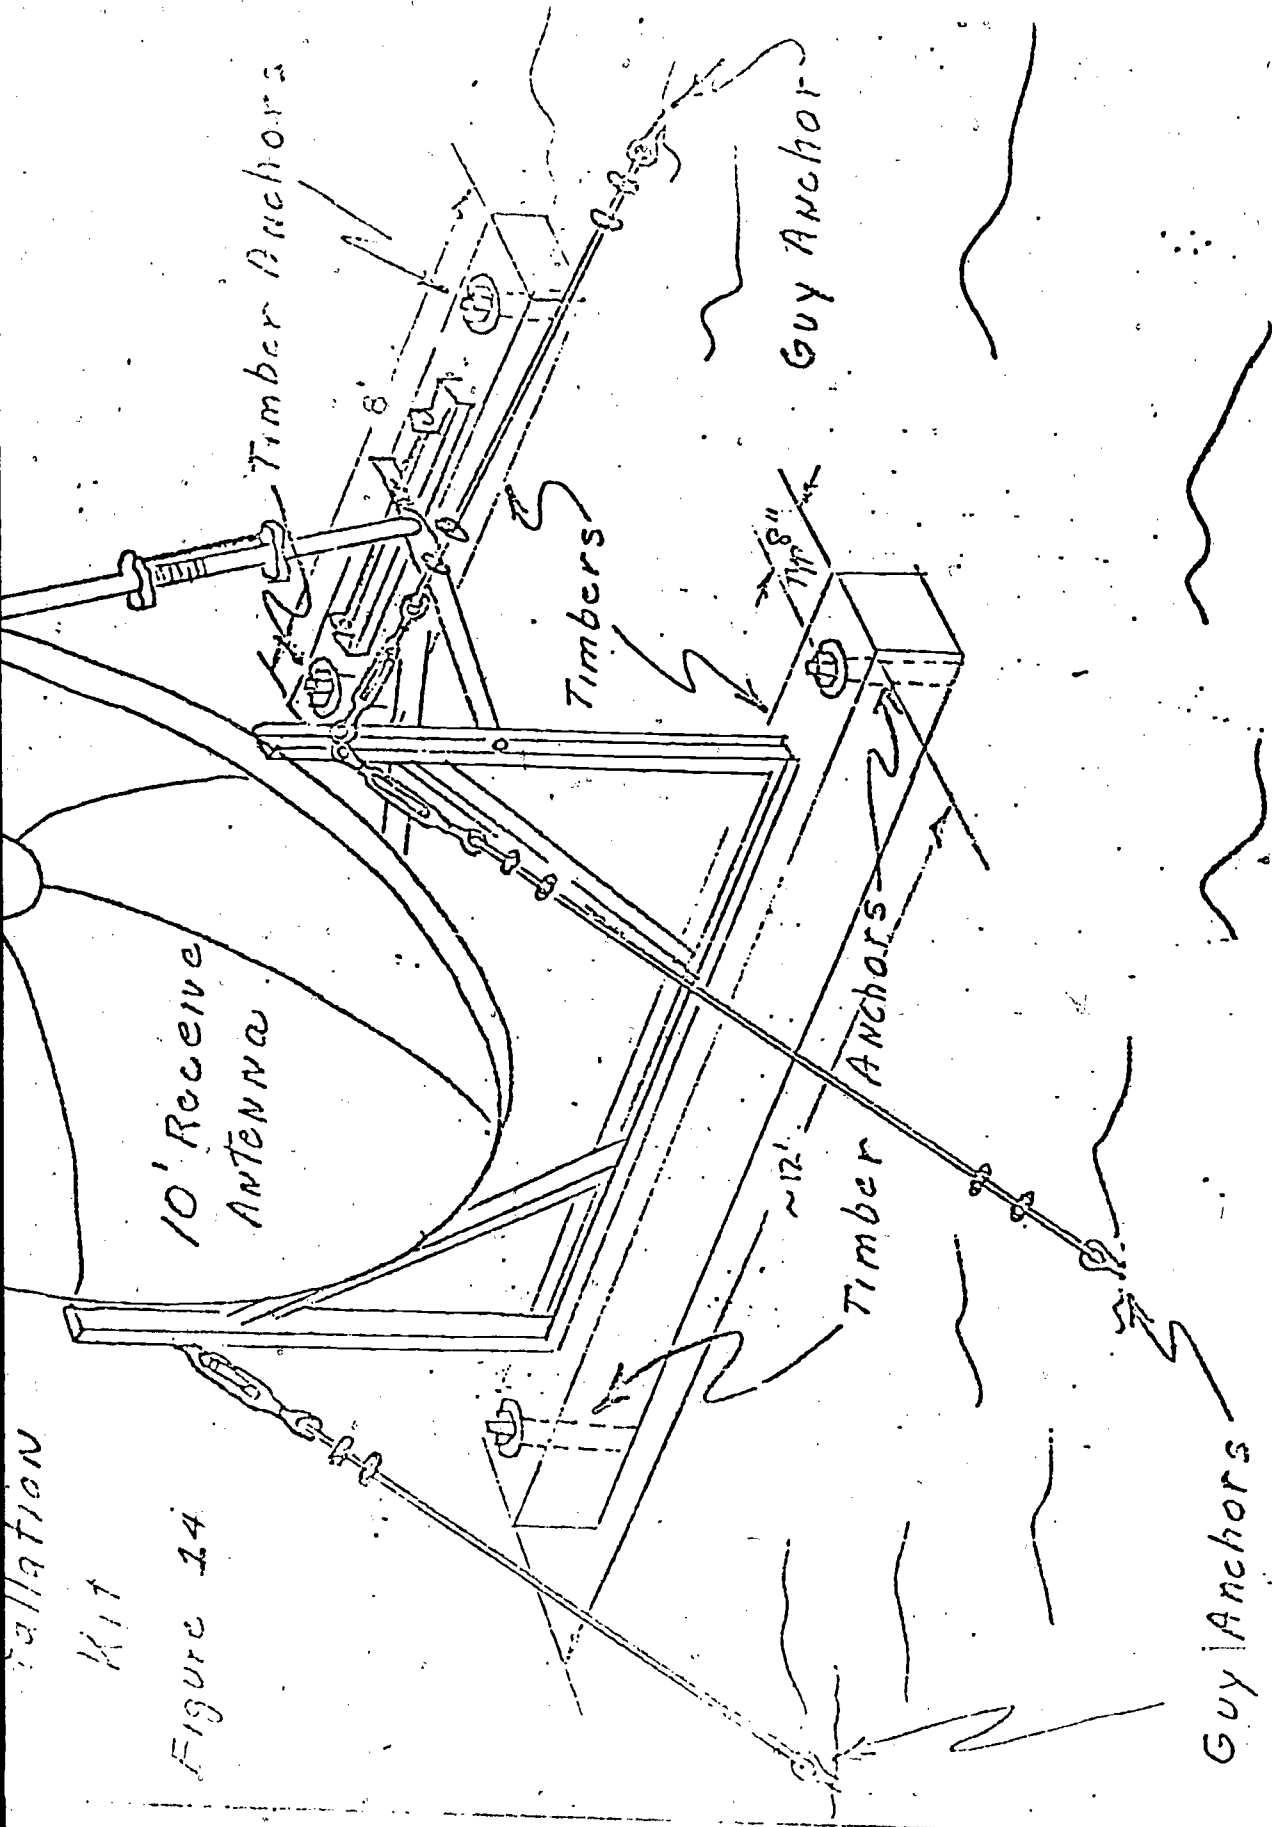 Kit
Figure 14
10' Receive
ANTENNA
Timber Anchors
8'
Timbers
8"
Typ
Guy Anchor
~12'
Timber Anchors
Guy Anchors